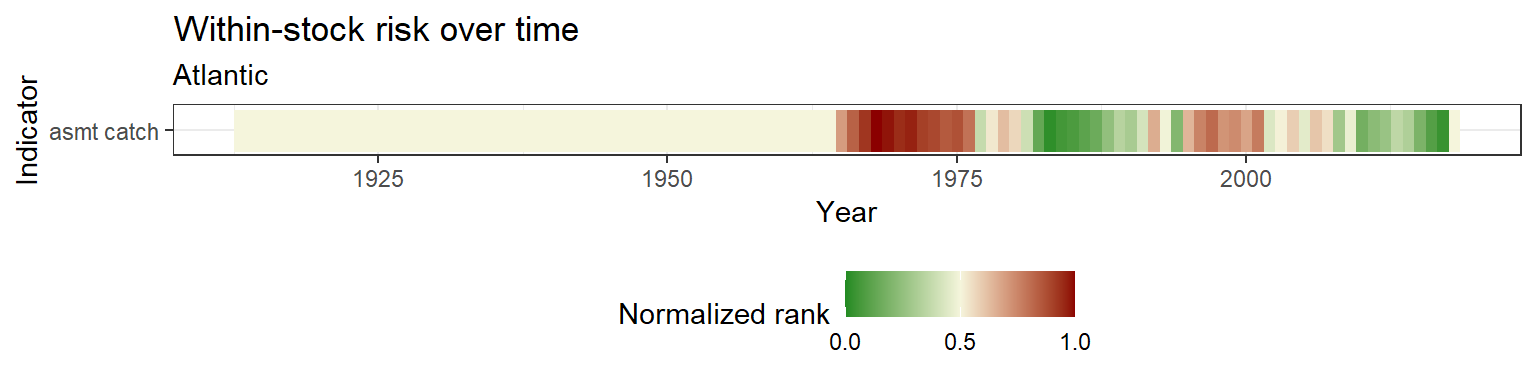 Within-stock risk over time
Atlantic
Indicator
asmt catch
1925 1950 1975 2000
Year
Normalized rank
0.0 0.5 1.0